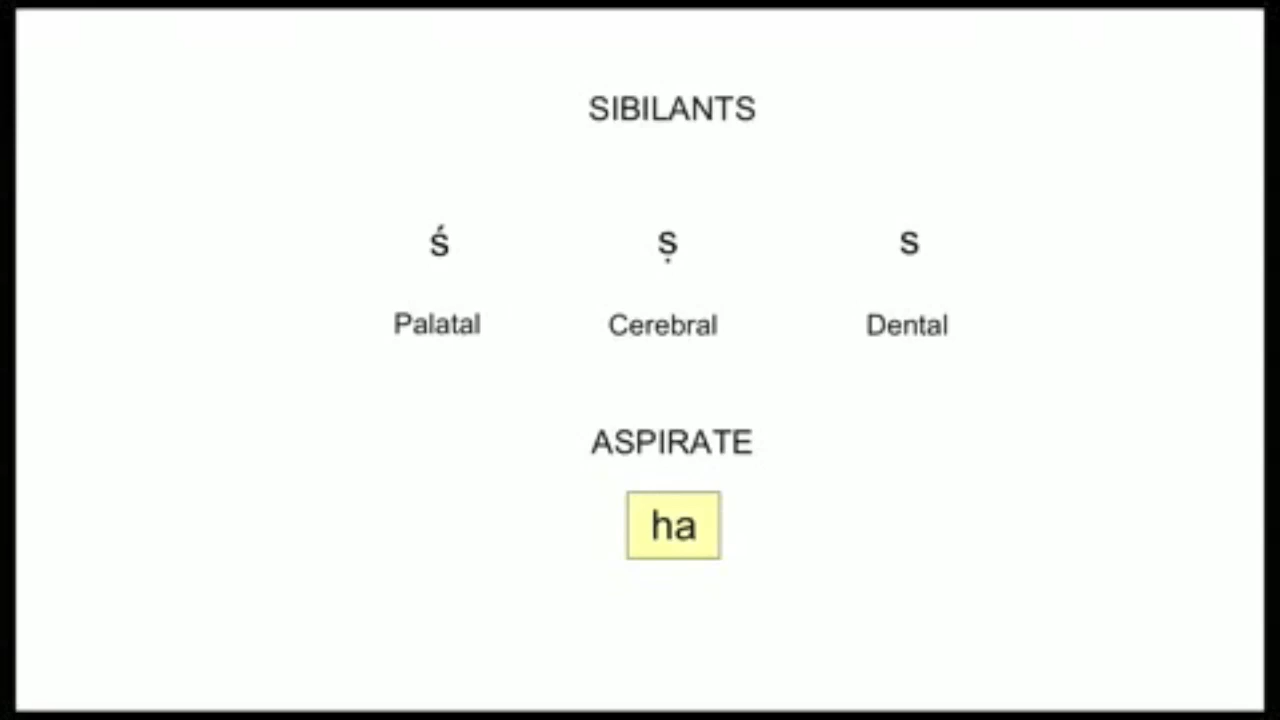 SIBILANTS
ś ṣ s
Palatal Cerebral Dental
ASPIRATE
ha